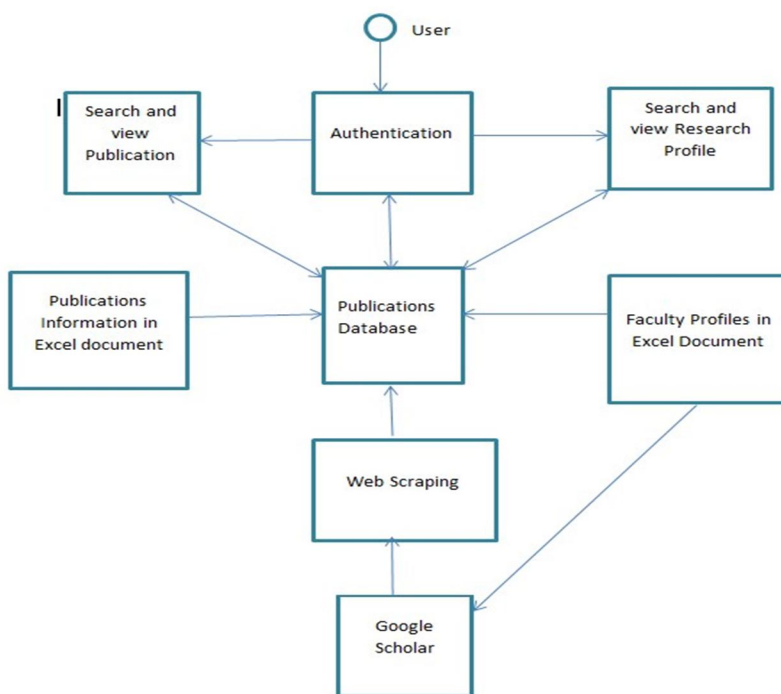 User
Search and
view
Publication
Authentication
Search and
view Research
Profile
Publications
Information in
Excel document
Publications
Database
Faculty Profiles in
Excel Document
Web Scraping
Google
Scholar